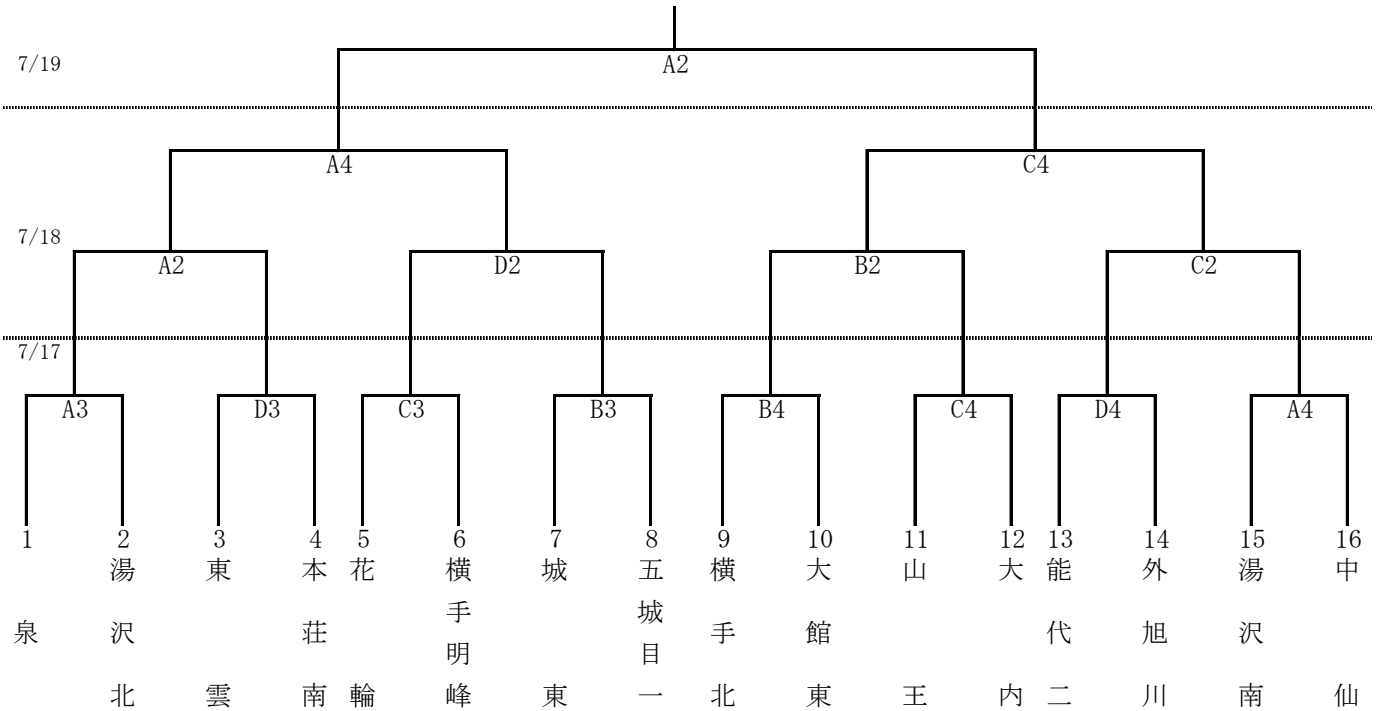 7/19
A2
A4 C4
7/18
A2 D2 B2 C2
7/17
A3 D3 C3 B3 B4 C4 D4 A4
1 2 3 4 5 6 7 8 9 10 11 12 13 14 15 16
泉
湯沢北
東雲
本荘南
花輪
横手明峰
城東
五城目一
横手北
大館東
山王
大内
能代二
外旭川
湯沢南
中仙